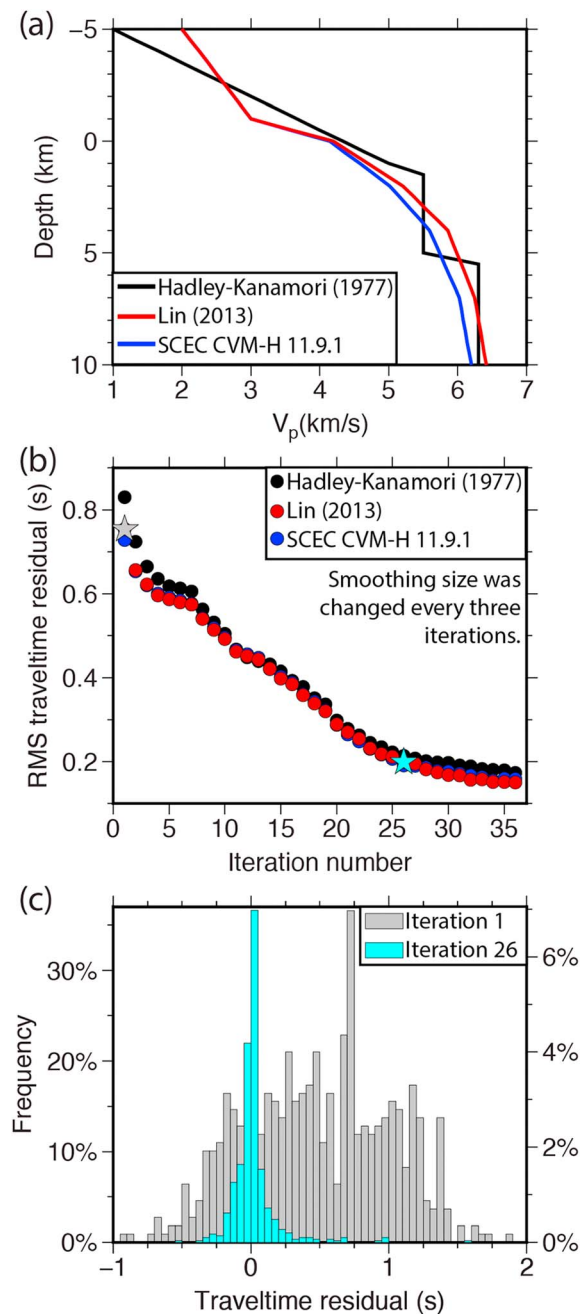 (a)
-5
0
5
10
Depth (km)
Hadley-Kanamori (1977)
Lin (2013)
SCEC CVM-H 11.9.1
1 2 3 4 5 6 7
Vp(km/s)
(b)
0.8
0.6
0.4
0.2
RMS traveltime residual (s)
Hadley-Kanamori (1977)
Lin (2013)
SCEC CVM-H 11.9.1
Smoothing size was
changed every three
iterations.
0 5 10 15 20 25 30 35
Iteration number
(c)
Iteration 1
Iteration 26
30%
20%
10%
0%
Frequency
6%
4%
2%
0%
-1 0 1 2
Traveltime residual (s)